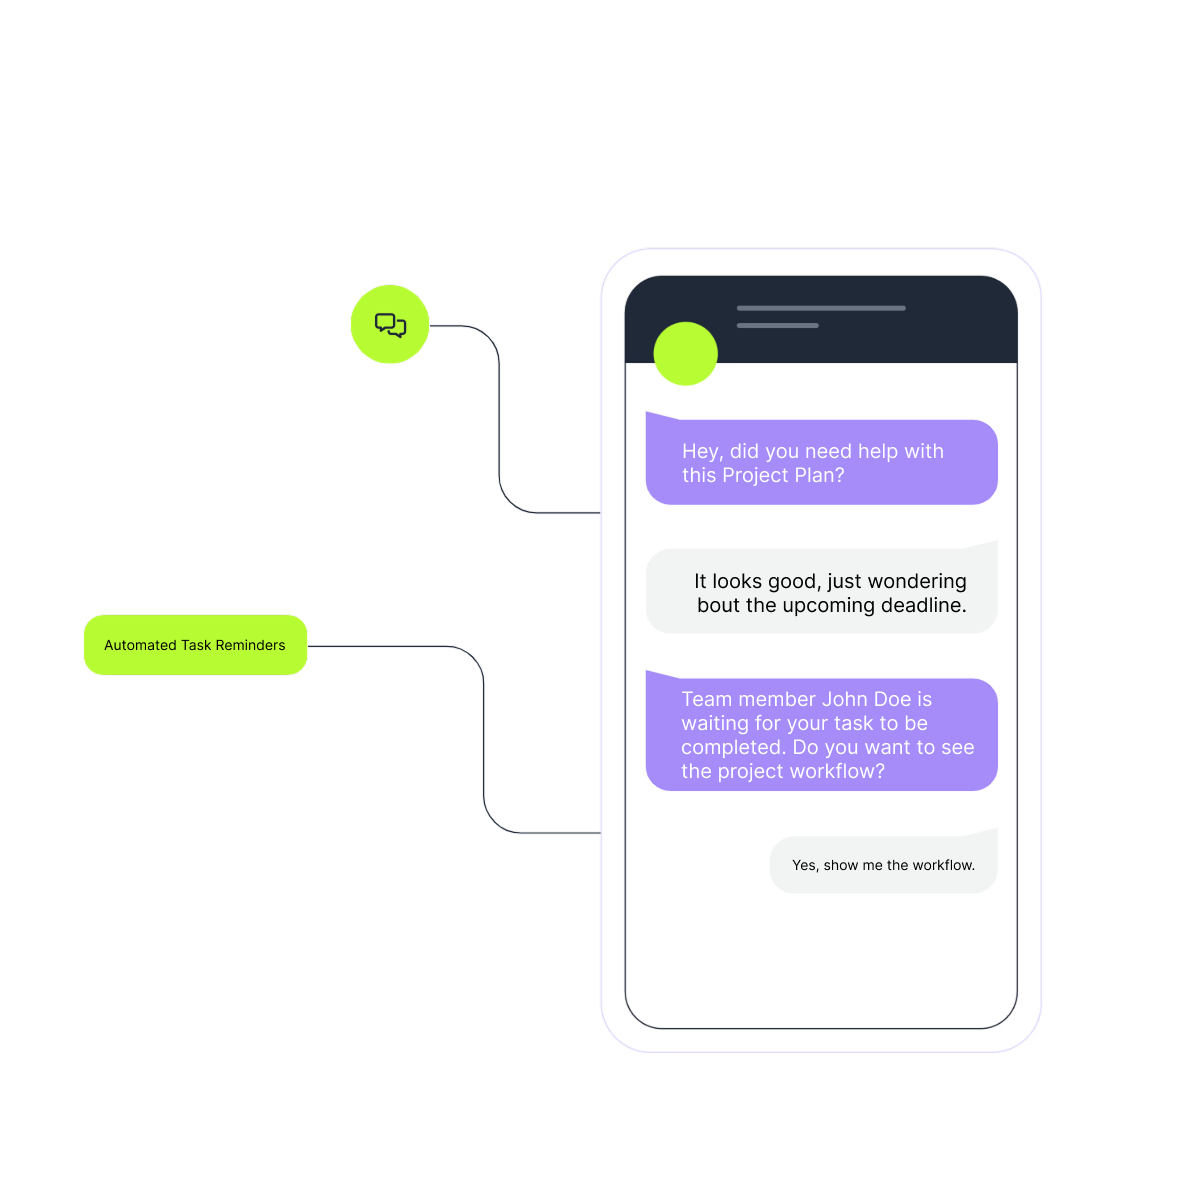 Hey, did you need help with
this Project Plan?
It looks good, just wondering
bout the upcoming deadline.
Automated Task Reminders
Team member John Doe is
waiting for your task to be
completed. Do you want to see
the project workflow?
Yes, show me the workflow.